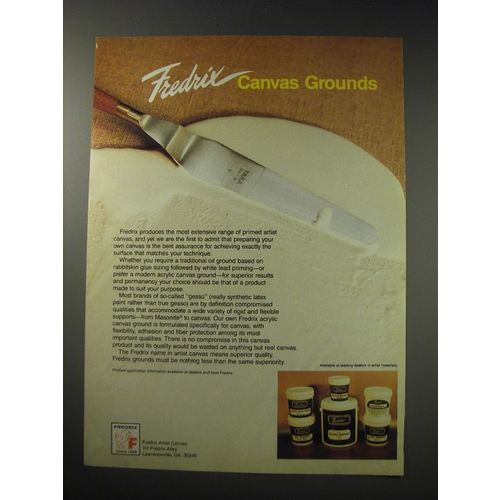 Fredrix Canvas Grounds
TARA
Fredrix produces the most extensive range of primed artist
canvas, and yet we are the first to admit that preparing your
own canvas is the best assurance for achieving exactly the
surface that matches your technique.
Whether you require a traditional oil ground based on
rabbitskin glue sizing followed by white lead priming—or
prefer a modern acrylic canvas ground—for superior results
and permanency your choice should be that of a product
made to suit your purpose.
Most brands of so-called "gesso" (really synthetic latex
paint rather than true gesso) are by definition compromised
qualities that accommodate a wide variety of rigid and flexible
supports—from Masonite® to canvas. Our own Fredrix acrylic
canvas ground is formulated specifically for canvas, with
flexibility, adhesion and fiber protection among its most
important qualities. There is no compromise in this canvas
product and its quality would be wasted on anything but real canvas.
The Fredrix name in artist canvas means superior quality.
Fredrix grounds must be nothing less than the same superiority.
Available at leading dealers in artist materials.
Product application information available at dealers and from Fredrix.
FREDRIX
F
Since 1868
Fredrix Artist Canvas
111 Fredrix Alley
Lawrenceville, GA. 30246
Fredrix